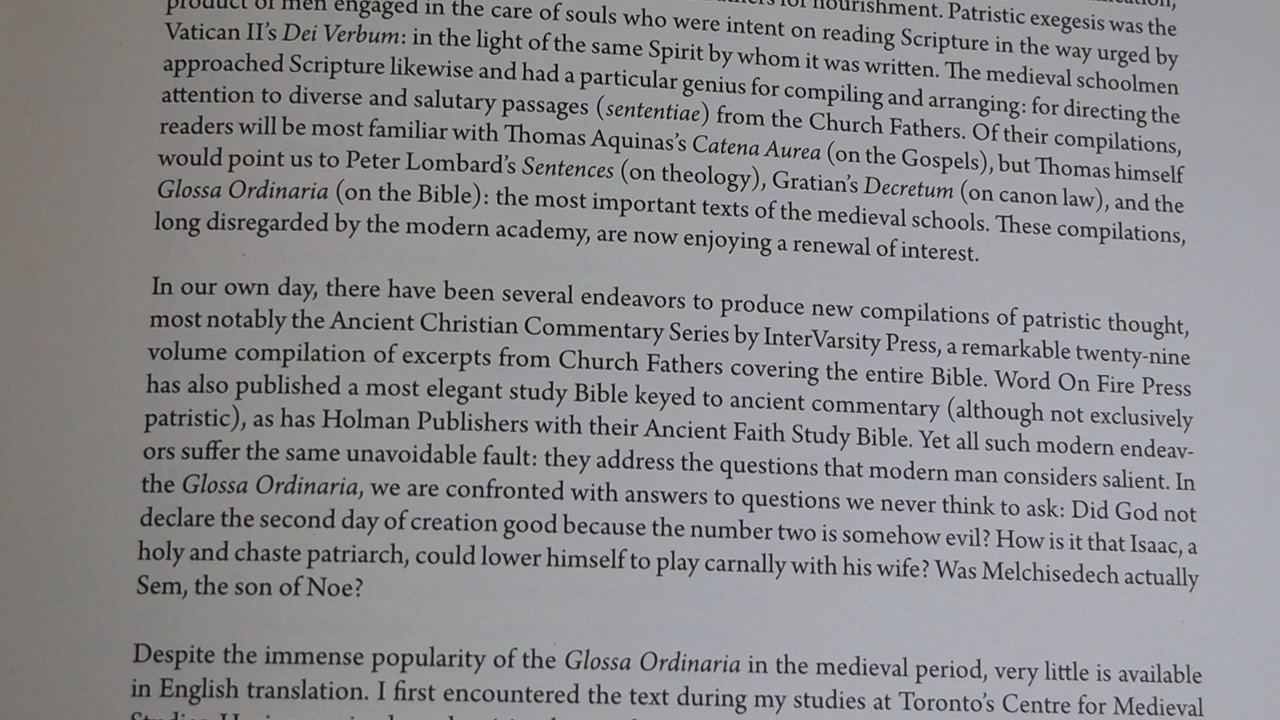 nourishment. Patristic exegesis was the
product of men engaged in the care of souls who were intent on reading Scripture in the way urged by
Vatican II’s Dei Verbum: in the light of the same Spirit by whom it was written. The medieval schoolmen
approached Scripture likewise and had a particular genius for compiling and arranging: for directing the
attention to diverse and salutary passages (sententiae) from the Church Fathers. Of their compilations,
readers will be most familiar with Thomas Aquinas’s Catena Aurea (on the Gospels), but Thomas himself
would point us to Peter Lombard’s Sentences (on theology), Gratian’s Decretum (on canon law), and the
Glossa Ordinaria (on the Bible): the most important texts of the medieval schools. These compilations,
long disregarded by the modern academy, are now enjoying a renewal of interest.
In our own day, there have been several endeavors to produce new compilations of patristic thought,
most notably the Ancient Christian Commentary Series by InterVarsity Press, a remarkable twenty-nine
volume compilation of excerpts from Church Fathers covering the entire Bible. Word On Fire Press
has also published a most elegant study Bible keyed to ancient commentary (although not exclusively
patristic), as has Holman Publishers with their Ancient Faith Study Bible. Yet all such modern endeav-
ors suffer the same unavoidable fault: they address the questions that modern man considers salient. In
the Glossa Ordinaria, we are confronted with answers to questions we never think to ask: Did God not
declare the second day of creation good because the number two is somehow evil? How is it that Isaac, a
holy and chaste patriarch, could lower himself to play carnally with his wife? Was Melchisedech actually
Sem, the son of Noe?
Despite the immense popularity of the Glossa Ordinaria in the medieval period, very little is available
in English translation. I first encountered the text during my studies at Toronto’s Centre for Medieval